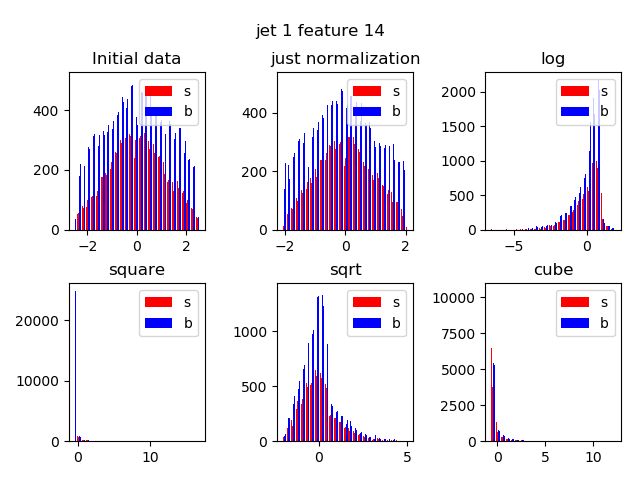 jet 1 feature 14
Initial data
just normalization
log
s
b
s
b
s
b
0
200
400
−2
0
2
0
200
400
−2
0
2
0
500
1000
1500
2000
−5
0
square
sqrt
cube
s
b
s
b
s
b
0
10000
20000
0
10
0
500
1000
0
5
0
2500
5000
7500
10000
0
5
10